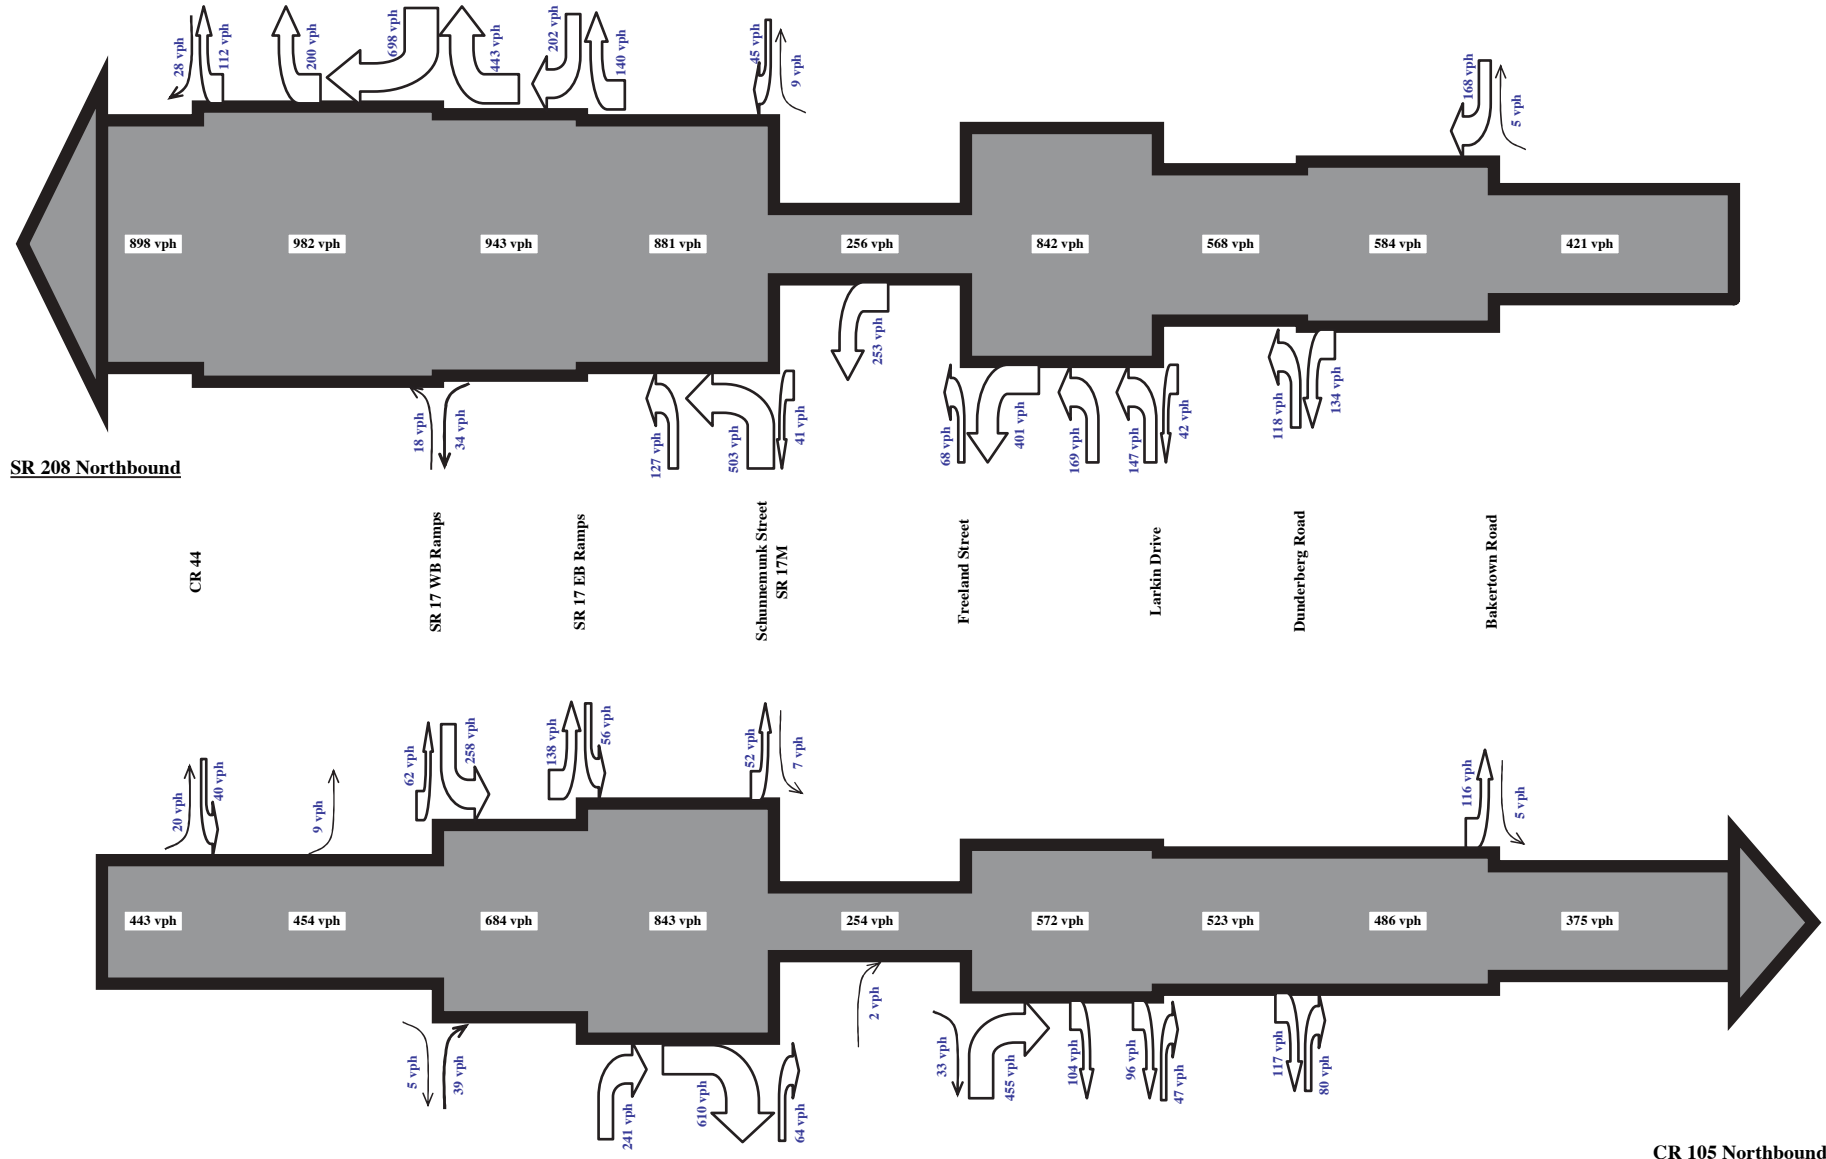 28 vph
112 vph
200 vph
698 vph
443 vph
202 vph
140 vph
45 vph
9 vph
168 vph
5 vph
898 vph
982 vph
943 vph
881 vph
256 vph
842 vph
568 vph
584 vph
421 vph
18 vph
34 vph
127 vph
503 vph
41 vph
253 vph
68 vph
401 vph
169 vph
147 vph
42 vph
118 vph
134 vph
SR 208 Northbound
CR 44
SR 17 WB Ramps
SR 17 EB Ramps
Schunnemunk Street
SR 17M
Freeland Street
Larkin Drive
Dunderberg Road
Bakertown Road
20 vph
40 vph
9 vph
62 vph
258 vph
138 vph
56 vph
52 vph
7 vph
116 vph
5 vph
443 vph
454 vph
684 vph
843 vph
254 vph
572 vph
523 vph
486 vph
375 vph
5 vph
39 vph
241 vph
610 vph
64 vph
2 vph
33 vph
455 vph
104 vph
96 vph
47 vph
117 vph
80 vph
CR 105 Northbound